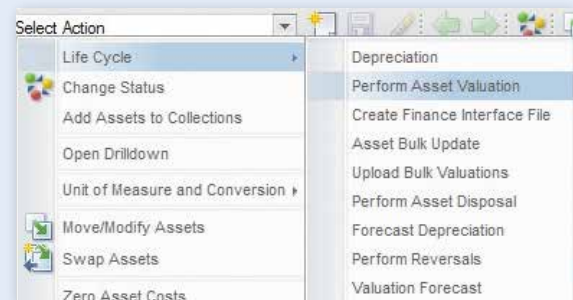 Select Action
Life Cycle
Change Status
Add Assets to Collections
Open Drilldown
Unit of Measure and Conversion
Move/Modify Assets
Swap Assets
Zero Asset Costs
Depreciation
Perform Asset Valuation
Create Finance Interface File
Asset Bulk Update
Upload Bulk Valuations
Perform Asset Disposal
Forecast Depreciation
Perform Reversals
Valuation Forecast